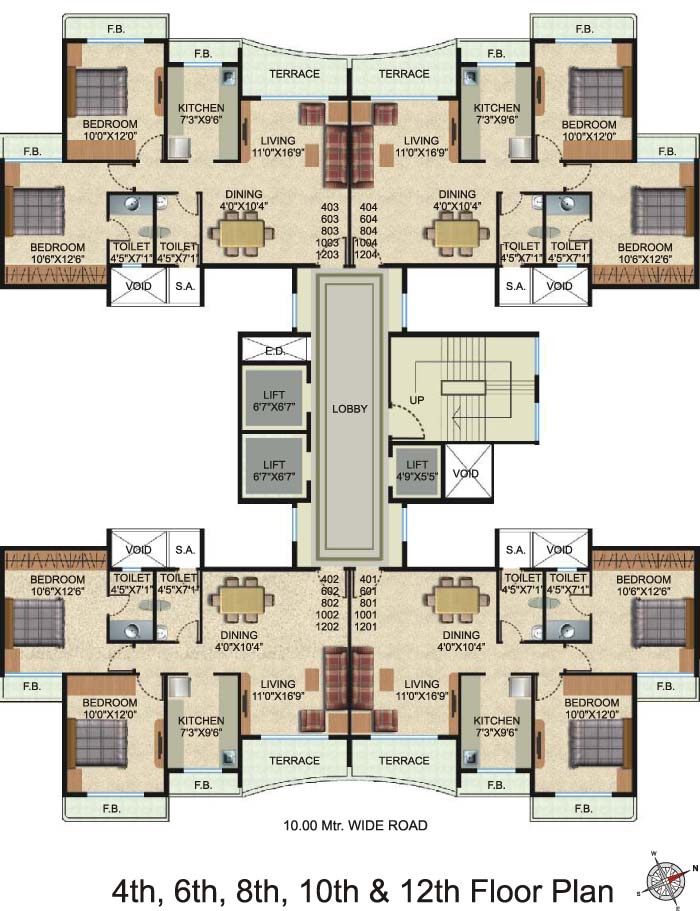 F.B.
F.B.
F.B.
F.B.
TERRACE
TERRACE
BEDROOM
10'0"X12'0"
KITCHEN
7'3"X9'6"
LIVING
11'0"X16'9"
LIVING
11'0"X16'9"
KITCHEN
7'3"X9'6"
BEDROOM
10'0"X12'0"
F.B.
F.B.
BEDROOM
10'6"X12'6"
TOILET
4'5"X7'1"
TOILET
4'5"X7'1"
DINING
4'0"X10'4"
403
603
803
1003
1203
404
604
804
1004
1204
DINING
4'0"X10'4"
TOILET
4'5"X7'1"
TOILET
4'5"X7'1"
BEDROOM
10'6"X12'6"
VOID
S.A.
S.A.
VOID
E.D.
LIFT
6'7"X6'7"
LOBBY
UP
LIFT
6'7"X6'7"
LIFT
4'9"X5'5"
VOID
VOID
S.A.
S.A.
VOID
BEDROOM
10'6"X12'6"
TOILET
4'5"X7'1"
TOILET
4'5"X7'1"
402
602
802
1002
1202
401
601
801
1001
1201
TOILET
4'5"X7'1"
TOILET
4'5"X7'1"
BEDROOM
10'6"X12'6"
DINING
4'0"X10'4"
DINING
4'0"X10'4"
F.B.
F.B.
BEDROOM
10'0"X12'0"
KITCHEN
7'3"X9'6"
LIVING
11'0"X16'9"
LIVING
11'0"X16'9"
KITCHEN
7'3"X9'6"
BEDROOM
10'0"X12'0"
TERRACE
TERRACE
F.B.
F.B.
F.B.
F.B.
10.00 Mtr. WIDE ROAD
W
N
S
E
4th, 6th, 8th, 10th & 12th Floor Plan